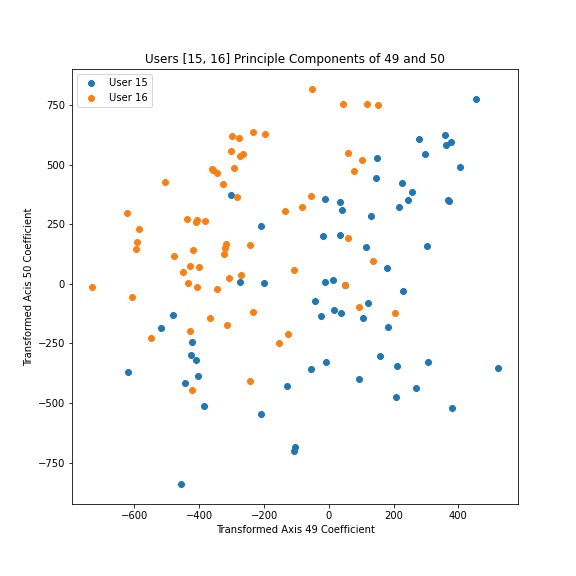 Users [15, 16] Principle Components of 49 and 50
User 15
User 16
750
500
250
0
−250
−500
−750
Transformed Acis 50 Coefficient
−600 −400 −200 0 200 400
Transformed Axis 49 Coefficient